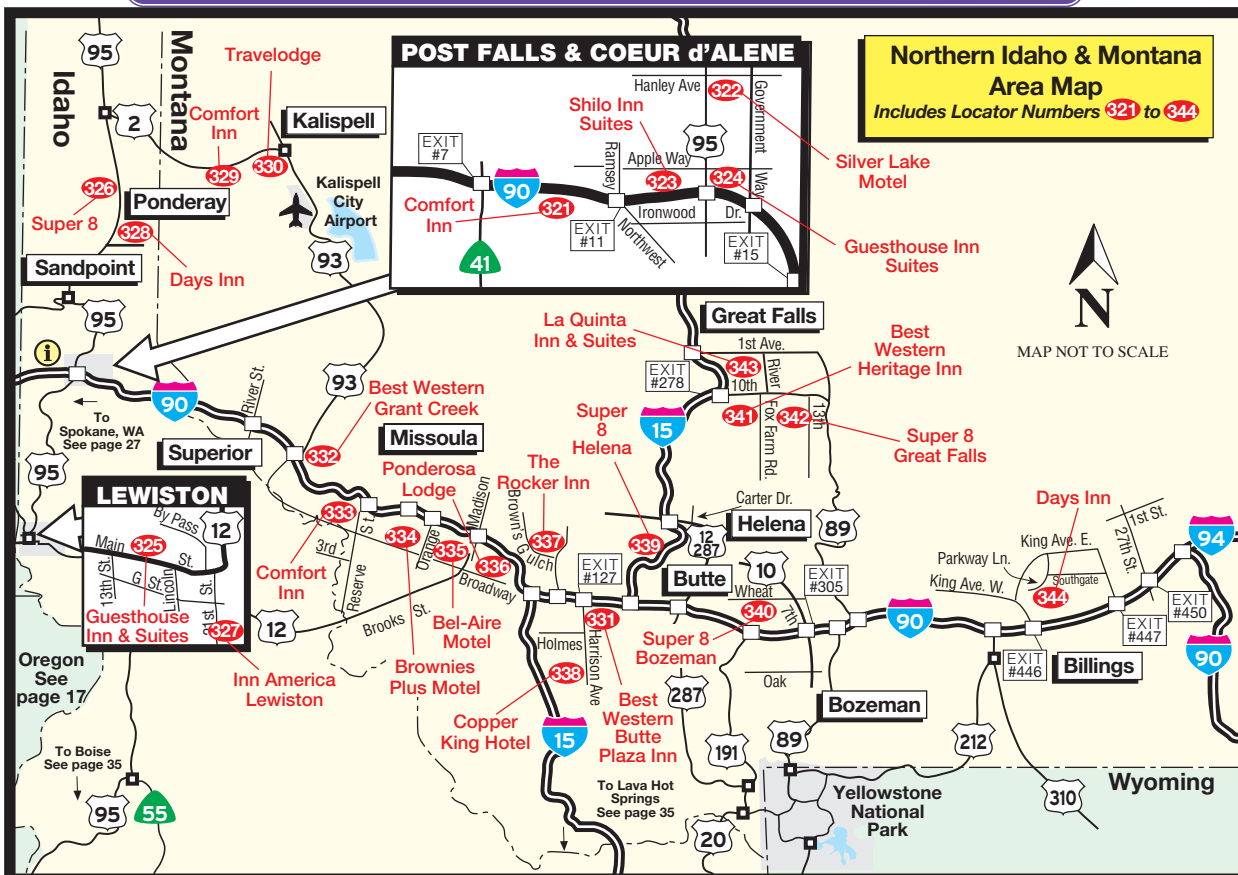 Northern Idaho & Montana
Area Map
Includes Locator Numbers 321 to 344
POST FALLS & COEUR d'ALENE
Hanley Ave
322
Government
Way
Shilo Inn
Suites
95
EXIT
#7
Ramsey
Apple Way
323
324
Silver Lake
Motel
90
Comfort
Inn
321
Ironwood
Dr.
EXIT
#11
Northwest
EXIT
#15
Guesthouse Inn
Suites
41
95
Idaho
Montana
Travelodge
2
Comfort
Inn
329
330
Kalispell
Kalispell
City
Airport
326
Super 8
Ponderay
328
Days Inn
Sandpoint
93
95
i
N
MAP NOT TO SCALE
90
River St.
93
To
Spokane, WA
See page 27
Superior
95
Best Western
Grant Creek
332
Missoula
Ponderosa
Lodge
Madison
The
Rocker Inn
Brown's Gulch
333
334
335
336
337
3rd
Reserve
St.
Orange
Broadway
Brooks St.
Comfort
Inn
Bel-Aire
Motel
Brownies
Plus Motel
12
LEWISTON
By Pass
12
Main
325
St.
13th/St.
G St.
Lincoln
21st St.
Guesthouse
Inn & Suites
327
Inn America
Lewiston
Oregon
See
page 17
To Boise
See page 35
95
55
La Quinta
Inn & Suites
Great Falls
1st Ave.
343
River
EXIT
#278
10th
Best
Western
Heritage Inn
341
342
13th
Fox Farm Rd.
Super 8
Great Falls
15
Super
8
Helena
Carter Dr.
Helena
339
12
287
89
EXIT
#127
Butte
10
EXIT
#305
Wheat
340
7th
331
Super 8
Bozeman
Holmes
Harrison Ave
338
Copper
King Hotel
Best
Western
Butte
Plaza Inn
15
287
Oak
Bozeman
90
191
89
20
To Lava Hot
Springs
See page 35
Yellowstone
National
Park
Wyoming
Days Inn
1st St.
27th St.
King Ave. E.
Parkway Ln.
Southgate
King Ave. W.
344
94
EXIT
#450
EXIT
#447
EXIT
#446
Billings
90
212
310